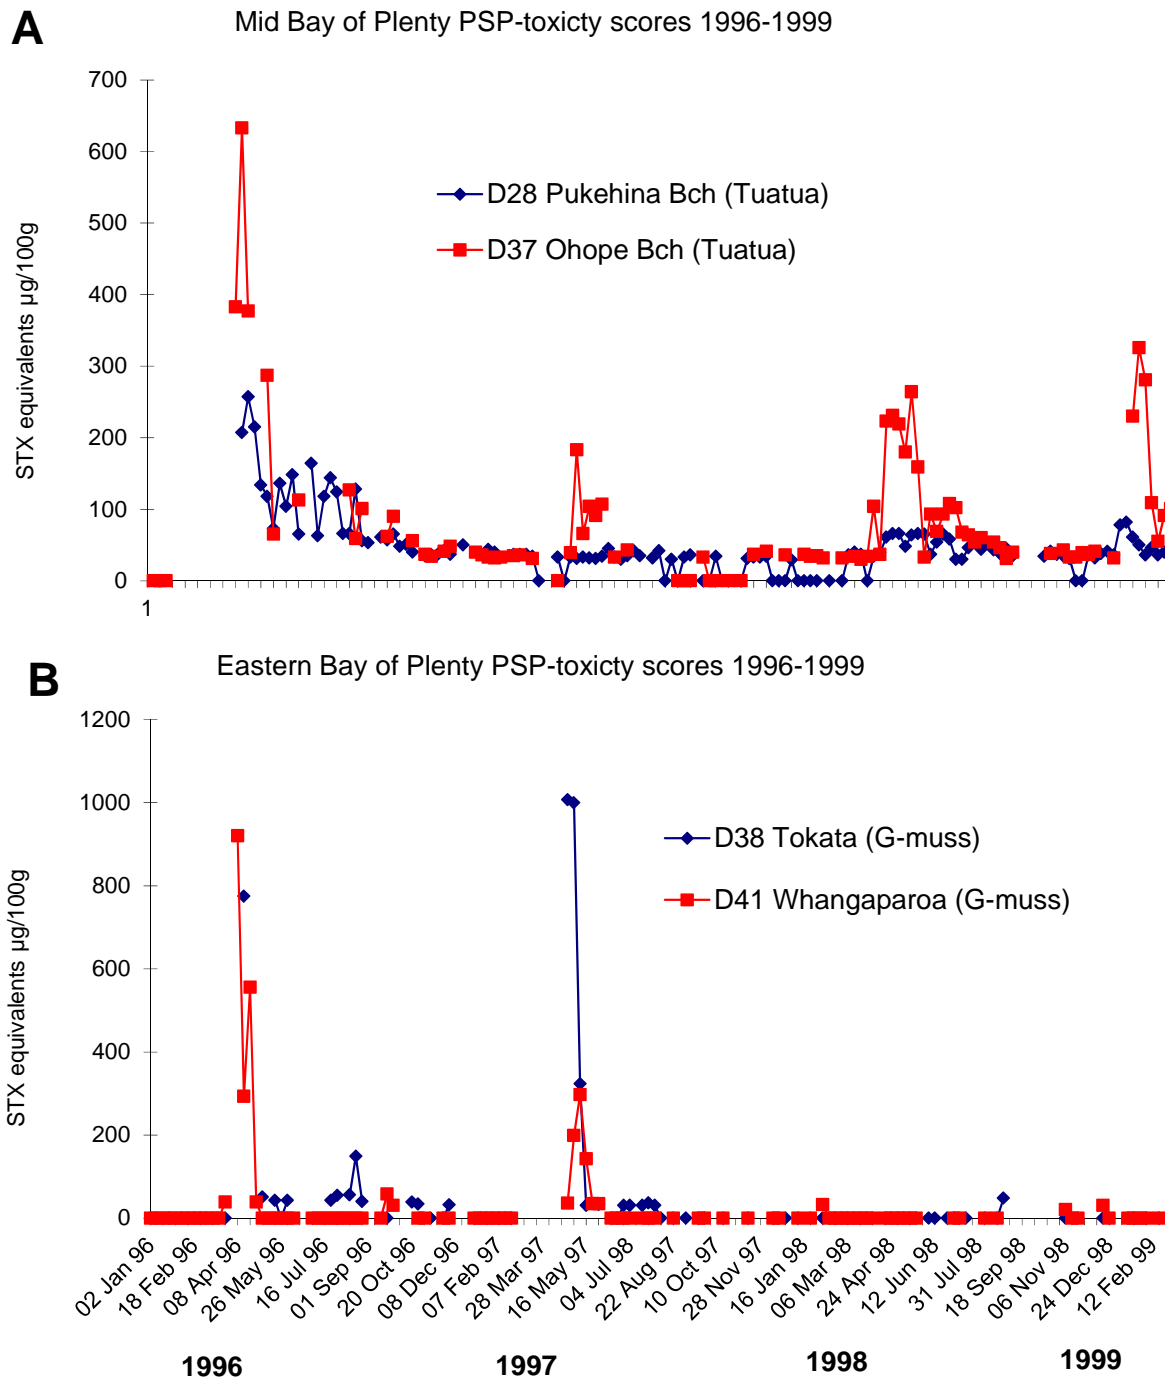 A
Mid Bay of Plenty PSP-toxicty scores 1996-1999
700
600
500
400
300
200
100
0
1
STX equivalents µg/100g
D28 Pukehina Bch (Tuatua)
D37 Ohope Bch (Tuatua)
B
Eastern Bay of Plenty PSP-toxicty scores 1996-1999
1200
1000
800
600
400
200
0
STX equivalents µg/100g
D38 Tokata (G-muss)
D41 Whangaparoa (G-muss)
02 Jan 96
18 Feb 96
08 Apr 96
26 May 96
16 Jul 96
01 Sep 96
20 Oct 96
08 Dec 96
07 Feb 97
28 Mar 97
16 May 97
04 Jul 98
22 Aug 97
10 Oct 97
28 Nov 97
16 Jan 98
06 Mar 98
24 Apr 98
12 Jun 98
31 Jul 98
18 Sep 98
06 Nov 98
24 Dec 98
12 Feb 99
1996
1997
1998
1999